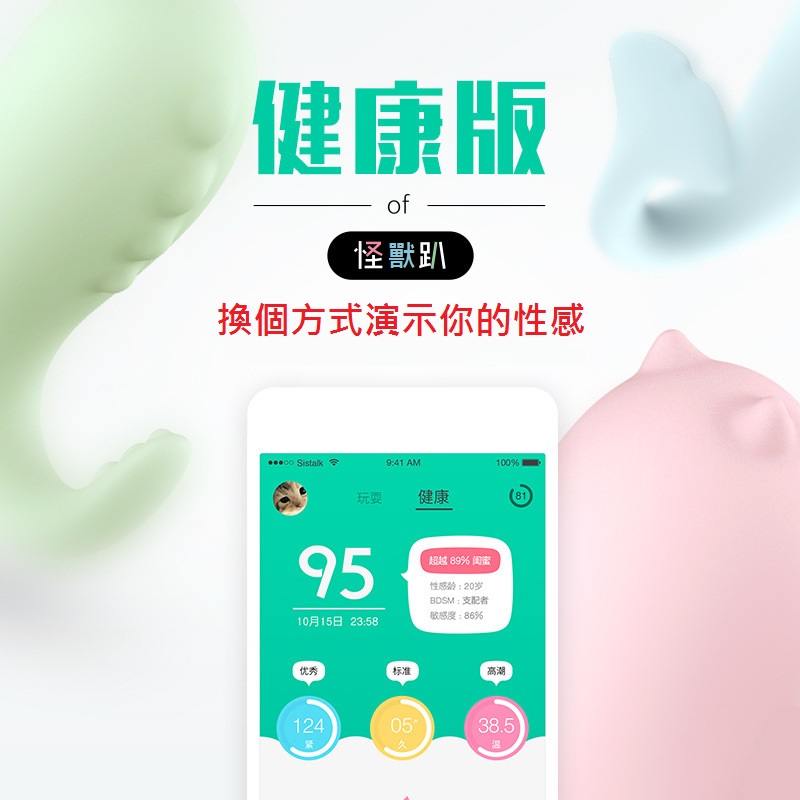 健康版
of
怪獸趴
換個方式演示你的性感
Sistalk 9:41 AM 100%
玩耍 健康 81
95
10月15日 23:58
超越 89% 闺蜜
性感龄：20岁
BDSM：支配者
敏感度：86%
优秀 标准 高潮
124 05" 38.5
紧 久 温